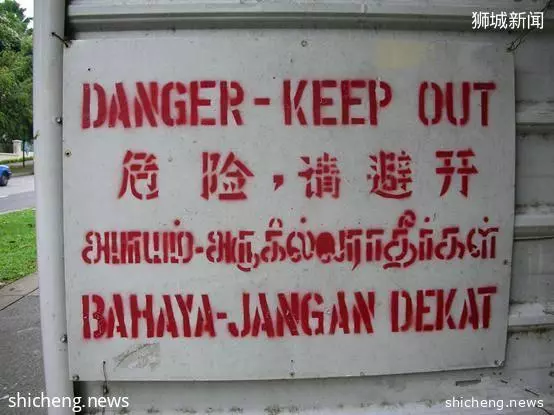 狮城新闻
DANGER - KEEP OUT
危险，请避开
அபாயம்-அருகில்வராதீர்கள்
BAHAYA-JANGAN DEKAT
shicheng.news
shicheng.news